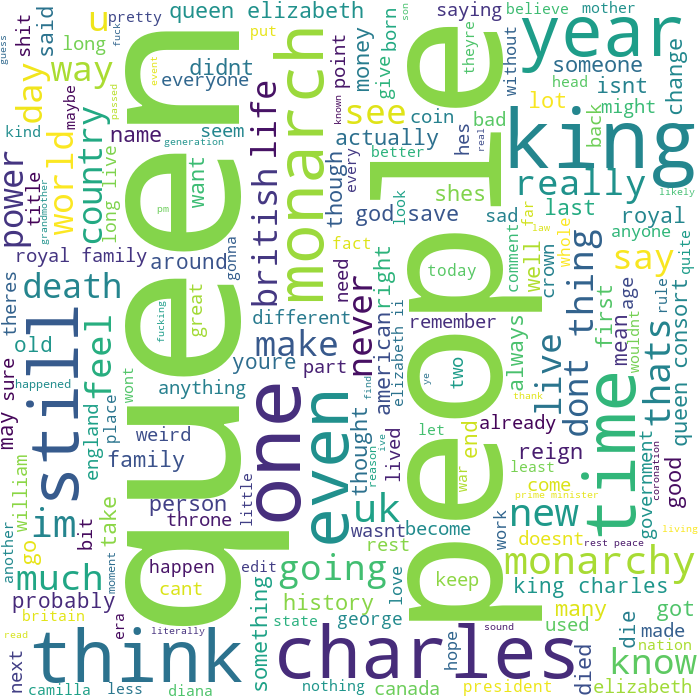 guess
fuck
pretty
shit
u
queen elizabeth
long
said
didnt
put
everyone
money
give
born
saying
believe
mother
son
point
theyre
without
someone
isnt
year
king
day
way
kind
maybe
event
passed
known
lot
might
back
head
change
power
title
world
country
name
seem
monarch
see
coin
bad
hes
real
actually
though
every
better
generation
life
british
long live
grandmother
pm
want
queen
people
god save
look
shes
sad
really
last
far
law
whole
likely
royal
anyone
quite
royal family
around
gonna
need
fact
right
american
today
comment
well
crown
say
rule
theres
death
fucking
great
different
never
elizabeth ii
remember
always
dont thing
live
first
mean
age
wouldnt
thats
queen consort
old
still
feel
happened
wont
anything
youre
make
part
find
ye
two
thank
time
may sure
england
place
weird
family
one
even
thought
reason
ive
lived
let
war
end
already
reign
least
come
prime minister
government
coronation
good
william
go
another
im
bit
take
person
throne
little
uk
wasnt
become
work
new
doesnt
living
much
happen
cant
edit
going
rest
keep
monarchy
rest peace
probably
moment
era
history
love
king charles
many
got
britain
literally
something
state
george
sound
used
die
made
nation
read
next
think
charles
hope
died
know
camilla
less
diana
nothing
canada
president
elizabeth